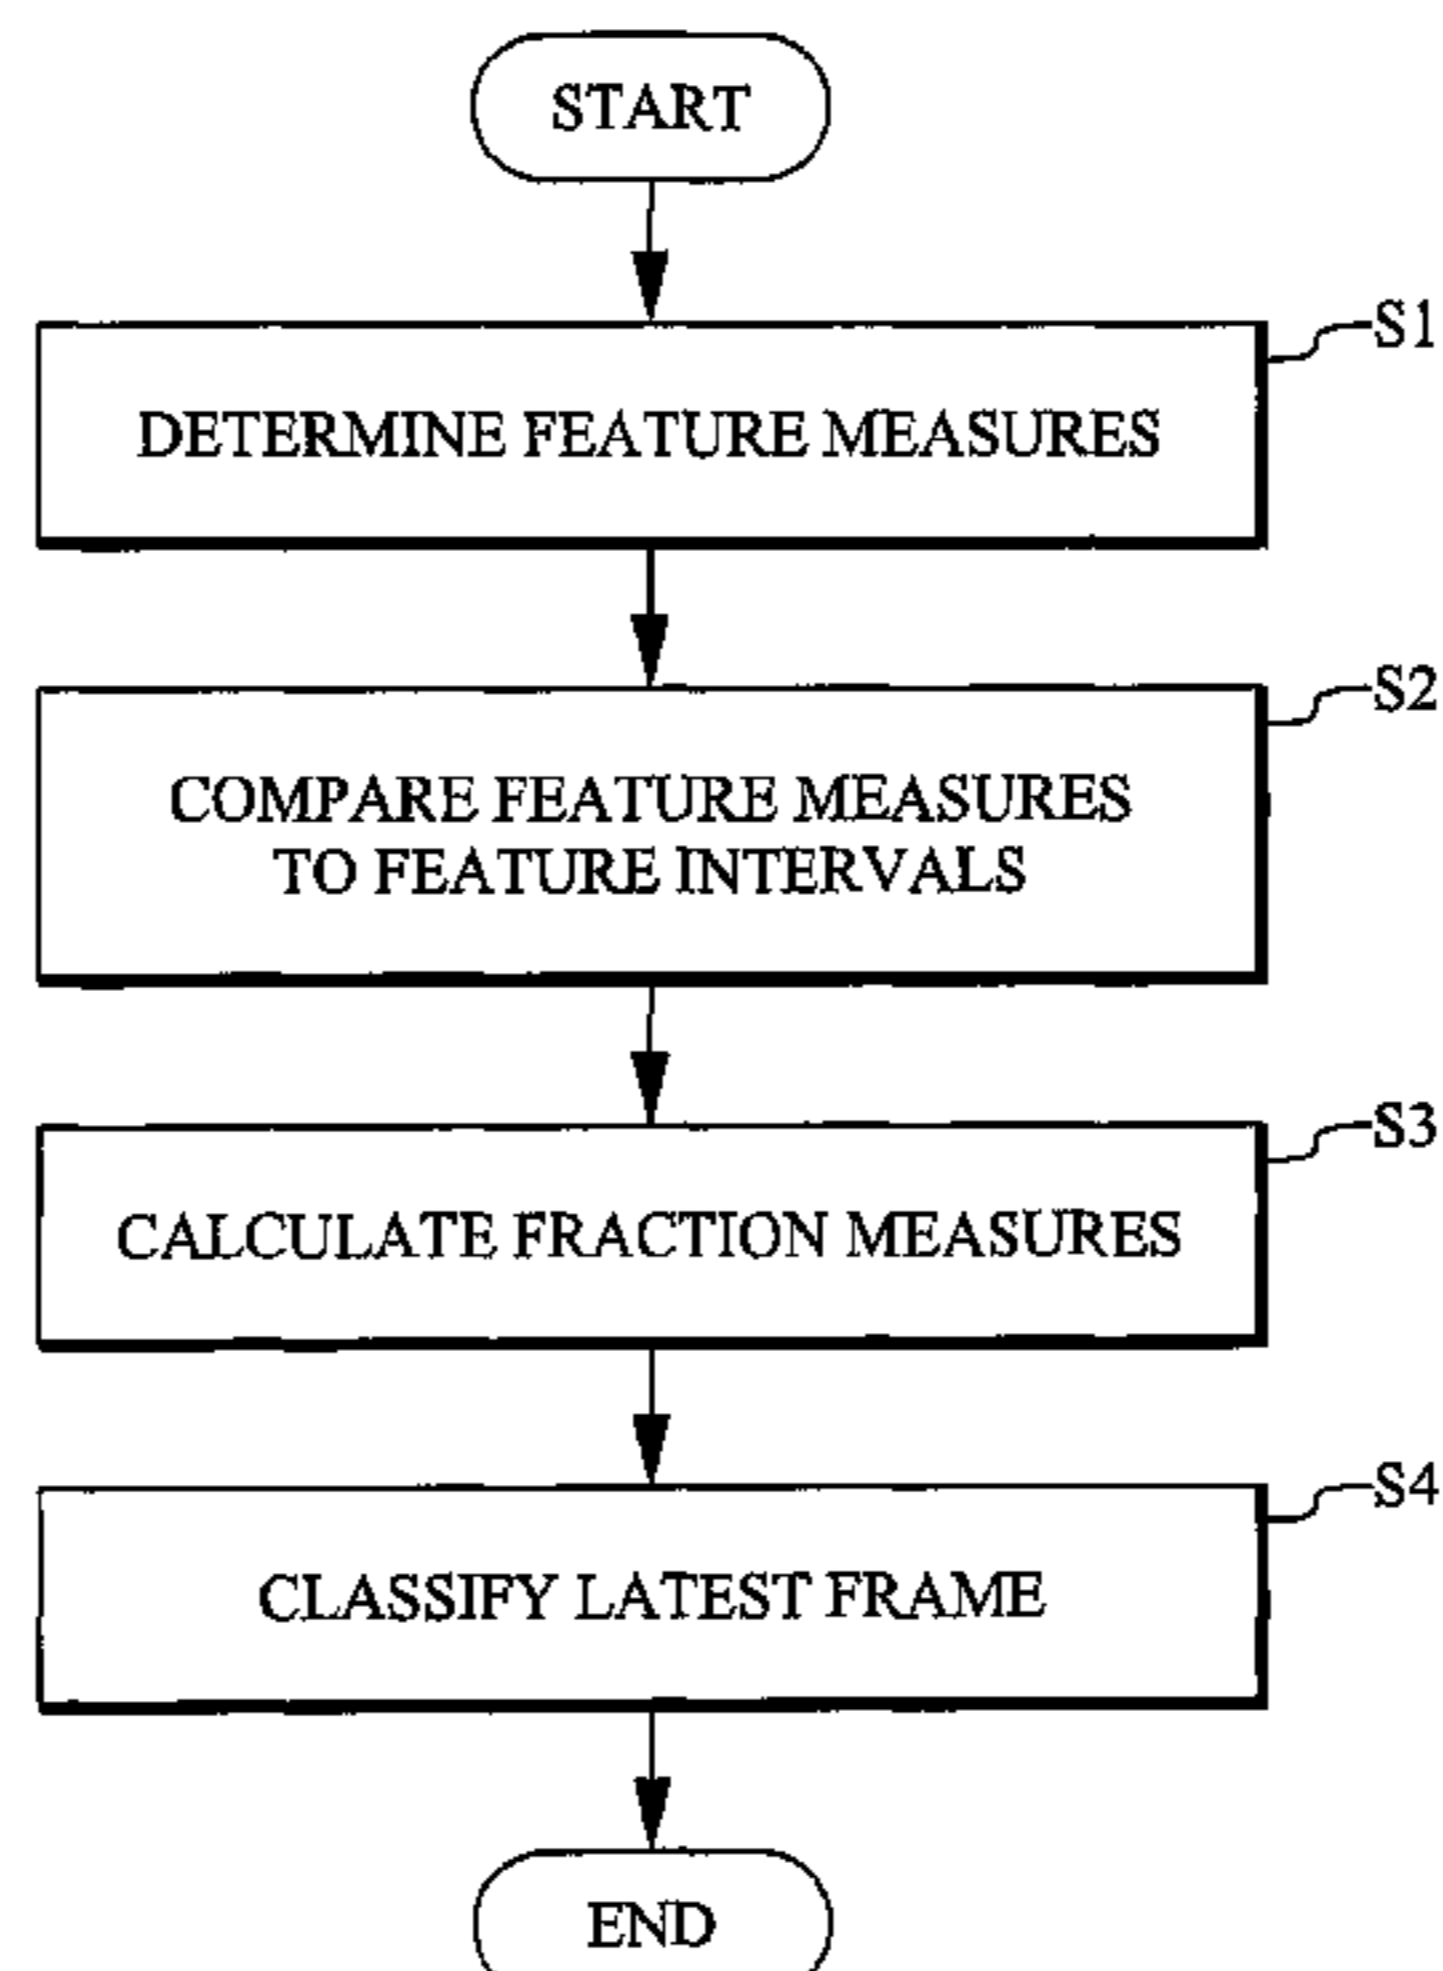 START
S1
DETERMINE FEATURE MEASURES
S2
COMPARE FEATURE MEASURES
TO FEATURE INTERVALS
S3
CALCULATE FRACTION MEASURES
S4
CLASSIFY LATEST FRAME
END